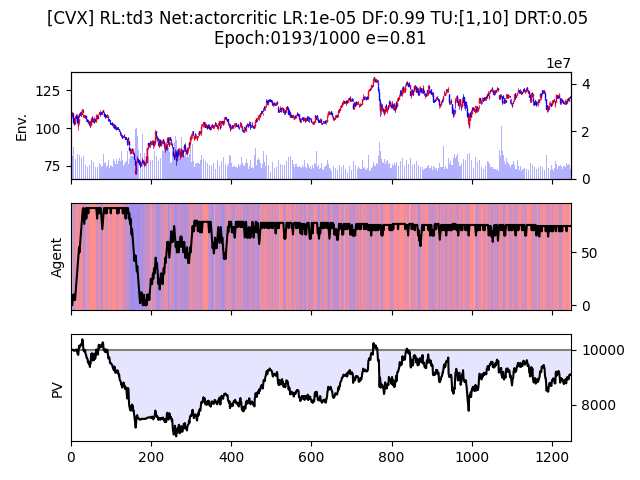 [CVX] RL:td3 Net:actorcritic LR:1e-05 DF:0.99 TU:[1,10] DRT:0.05
Epoch:0193/1000 e=0.81
1e7
Env.
125
100
75
4
2
0
Agent
50
0
PV
10000
8000
0
200
400
600
800
1000
1200